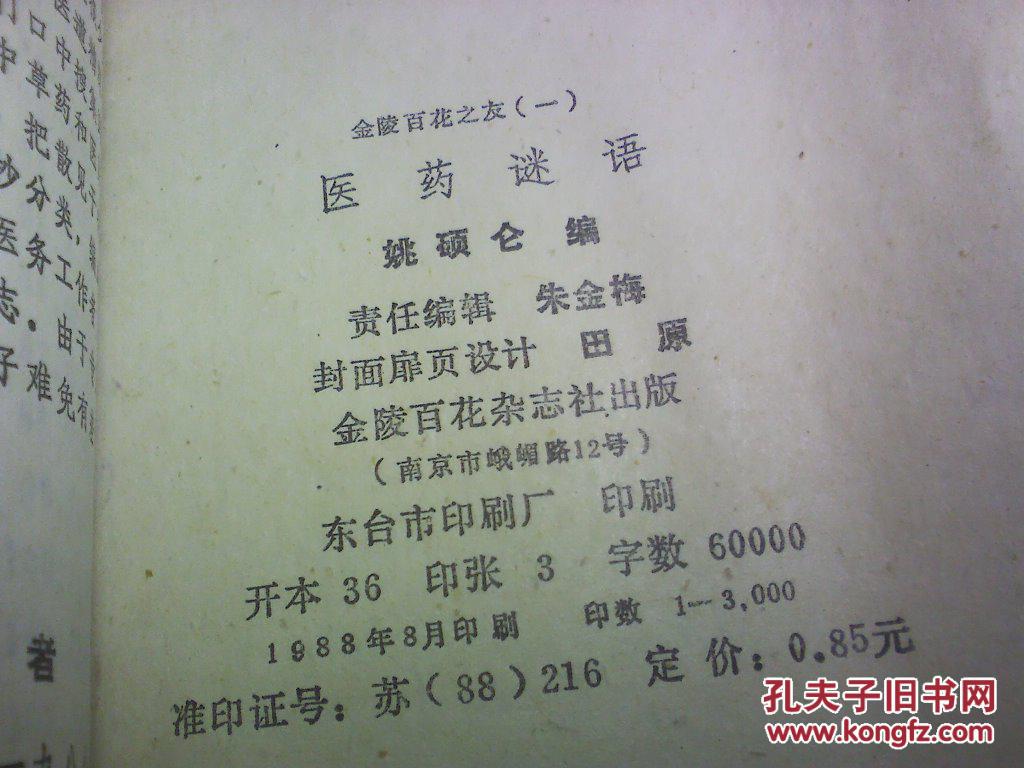 金陵百花之友(一)
医药谜语
姚硕仑 编
责任编辑 朱金梅
封面扉页设计 田原
金陵百花杂志社出版
(南京市峨嵋路12号)
东台市印刷厂 印刷
开本 36 印张 3 字数 60000
1988年8月印刷 印数 1—3,000
准印证号:苏(88)216 定价:0.85元
中药和见于
口草药散类,作干有
中把分工由免
妙医务。难
志
者
孔夫子旧书网
www.kongfz.com